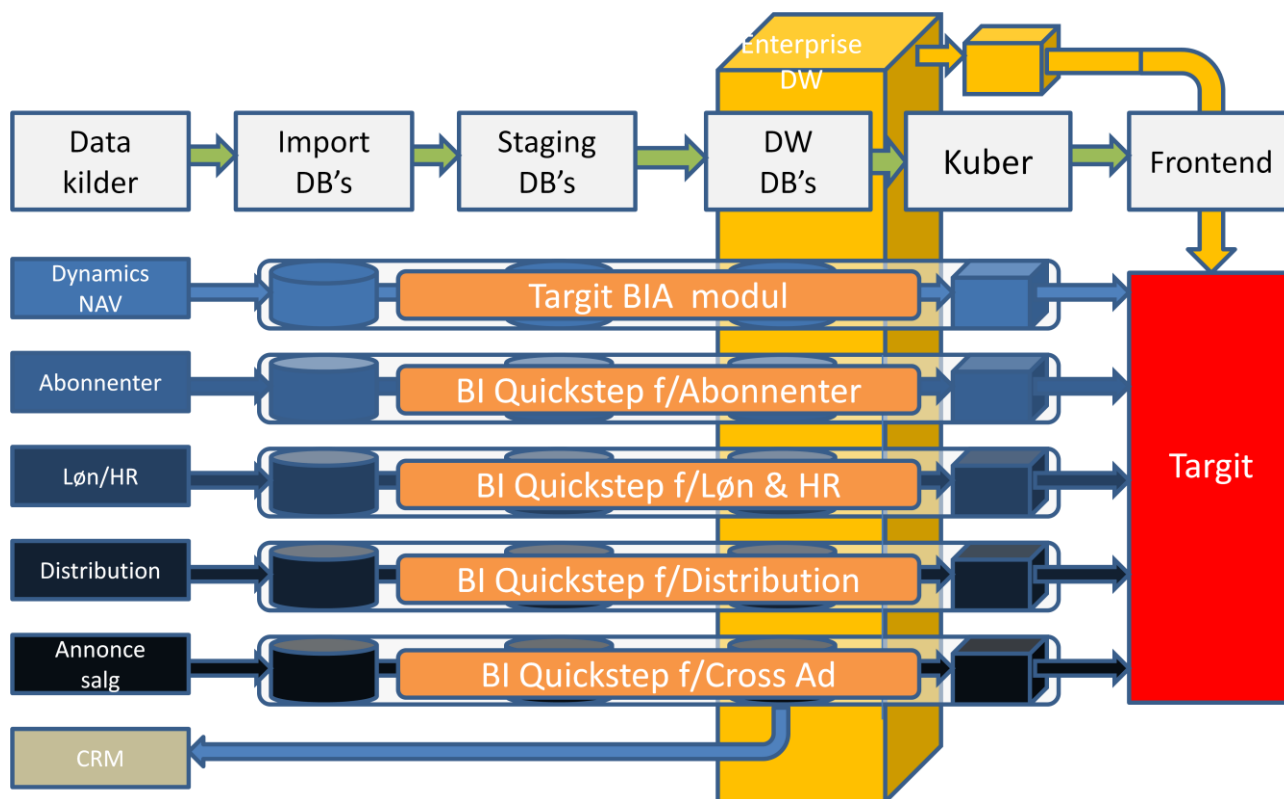 Enterprise
DW
Data
kilder
Import
DB’s
Staging
DB’s
DW
DB’s
Kuber
Frontend
Dynamics
NAV
Targit BIA modul
Abonnenter
BI Quickstep f/Abonnenter
Løn/HR
BI Quickstep f/Løn & HR
Targit
Distribution
BI Quickstep f/Distribution
Annonce
salg
BI Quickstep f/Cross Ad
CRM